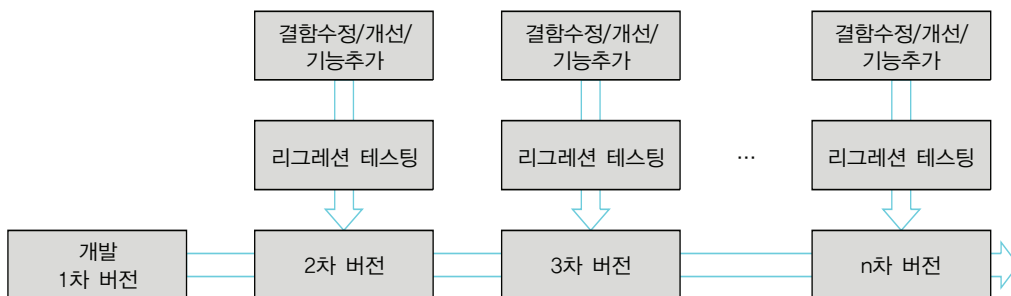 결함수정/개선/
기능추가
결함수정/개선/
기능추가
결함수정/개선/
기능추가
리그레션 테스팅
리그레션 테스팅
...
리그레션 테스팅
개발
1차 버전
2차 버전
3차 버전
n차 버전